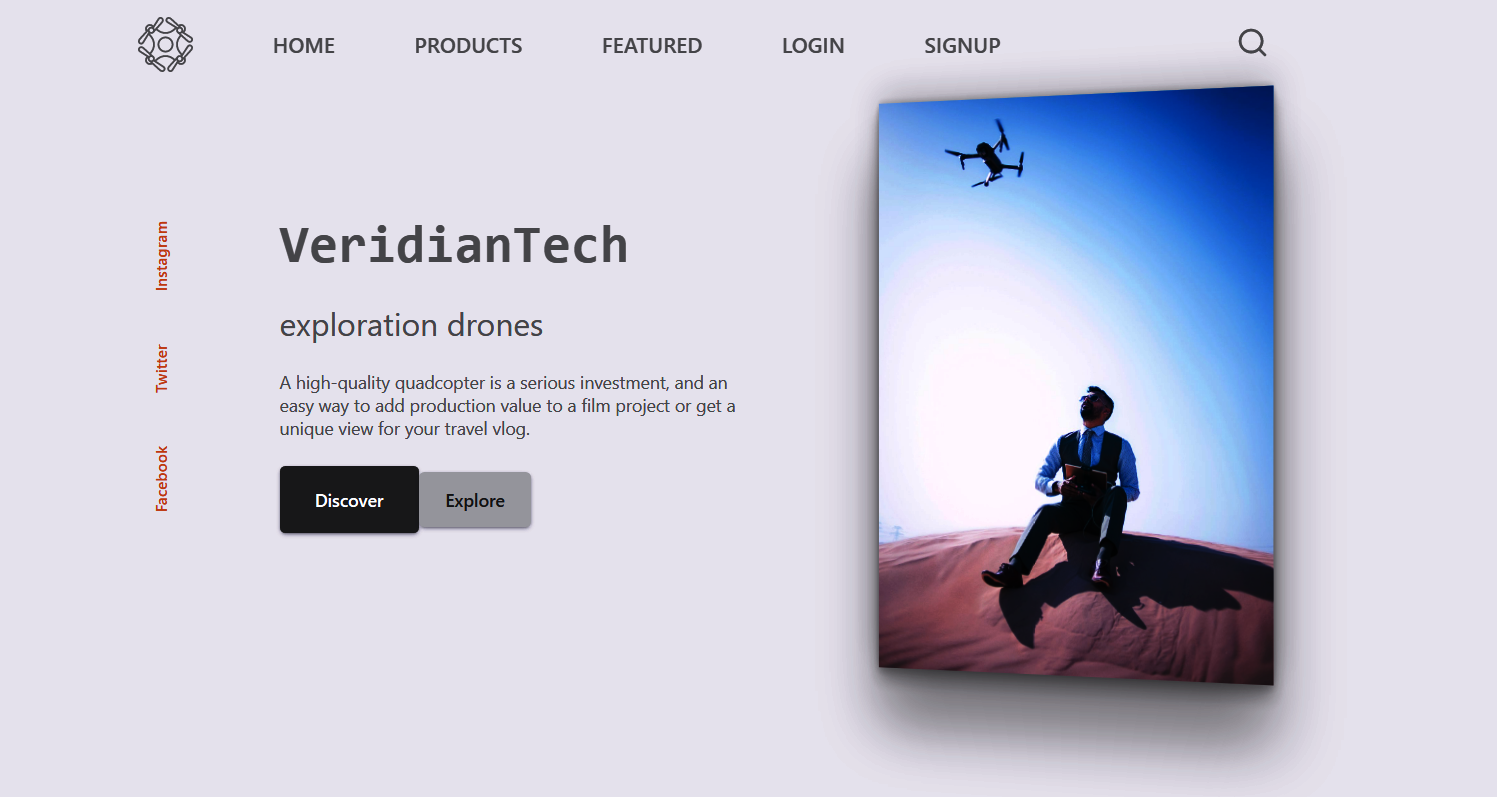 HOME PRODUCTS FEATURED LOGIN SIGNUP
Instagram
Twitter
Facebook
VeridianTech
exploration drones
A high-quality quadcopter is a serious investment, and an
easy way to add production value to a film project or get a
unique view for your travel vlog.
Discover Explore